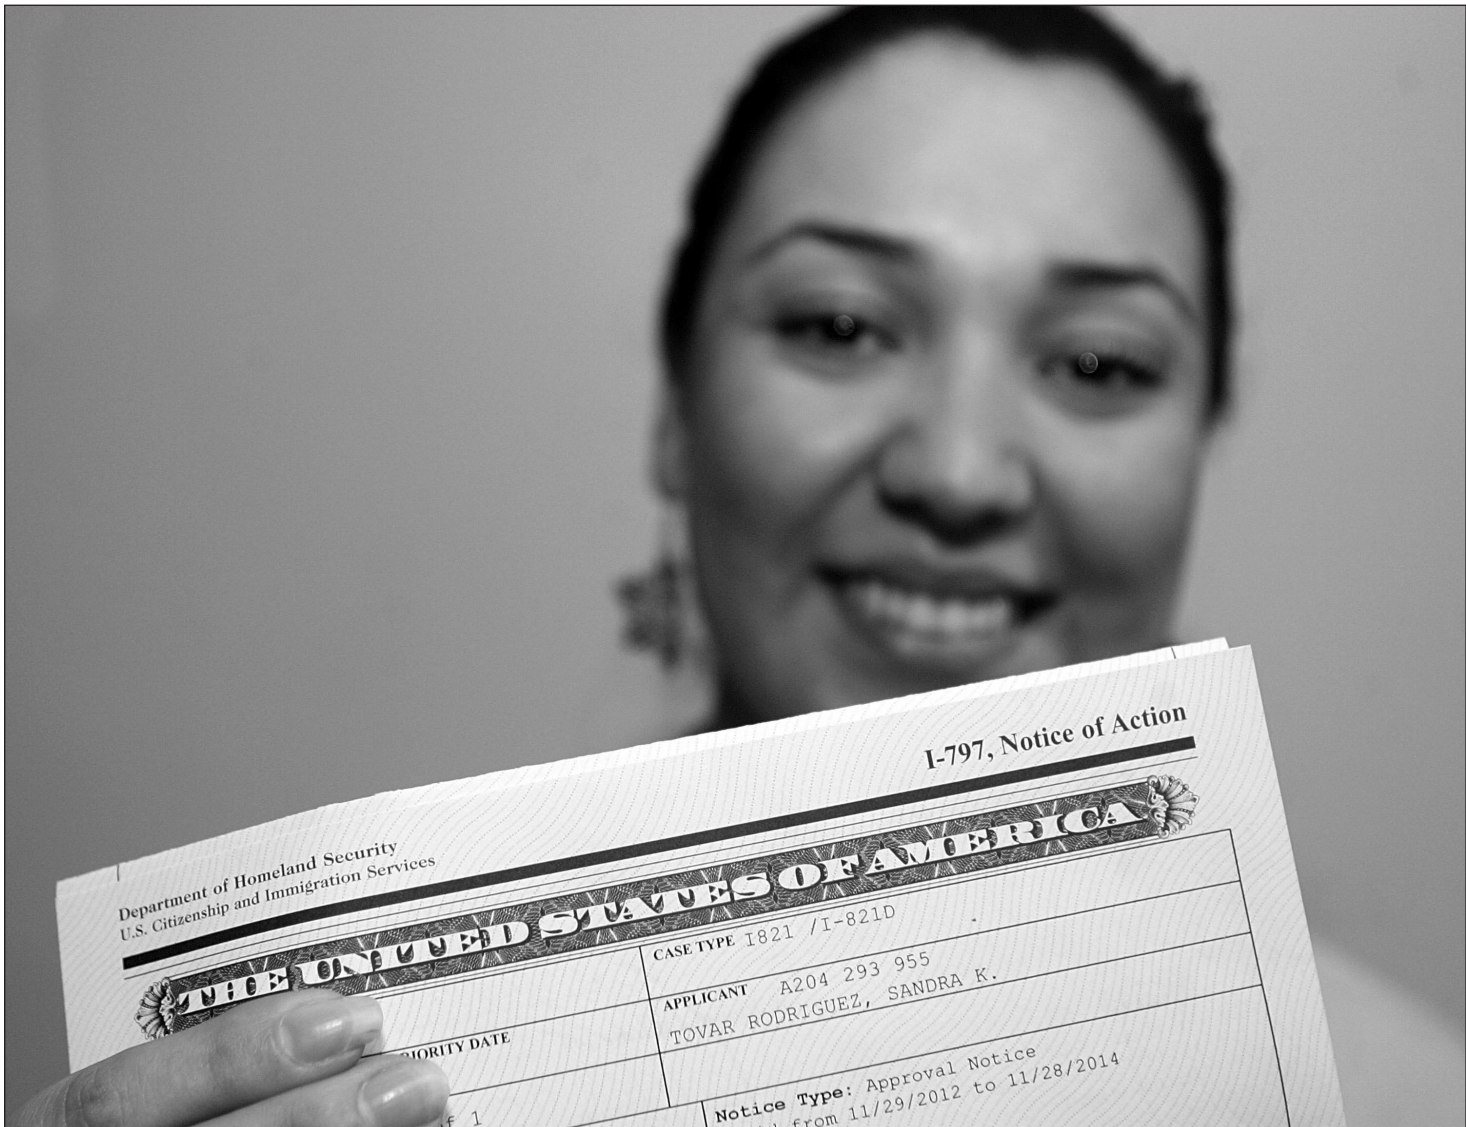 I-797, Notice of Action
Department of Homeland Security
U.S. Citizenship and Immigration Services
THE UNITED STATES OF AMERICA
CASE TYPE I821 /I-821D
APPLICANT A204 293 955
TOVAR RODRIGUEZ, SANDRA K.
DATE
1
Notice Type: Approval Notice
from 11/29/2012 to 11/28/2014